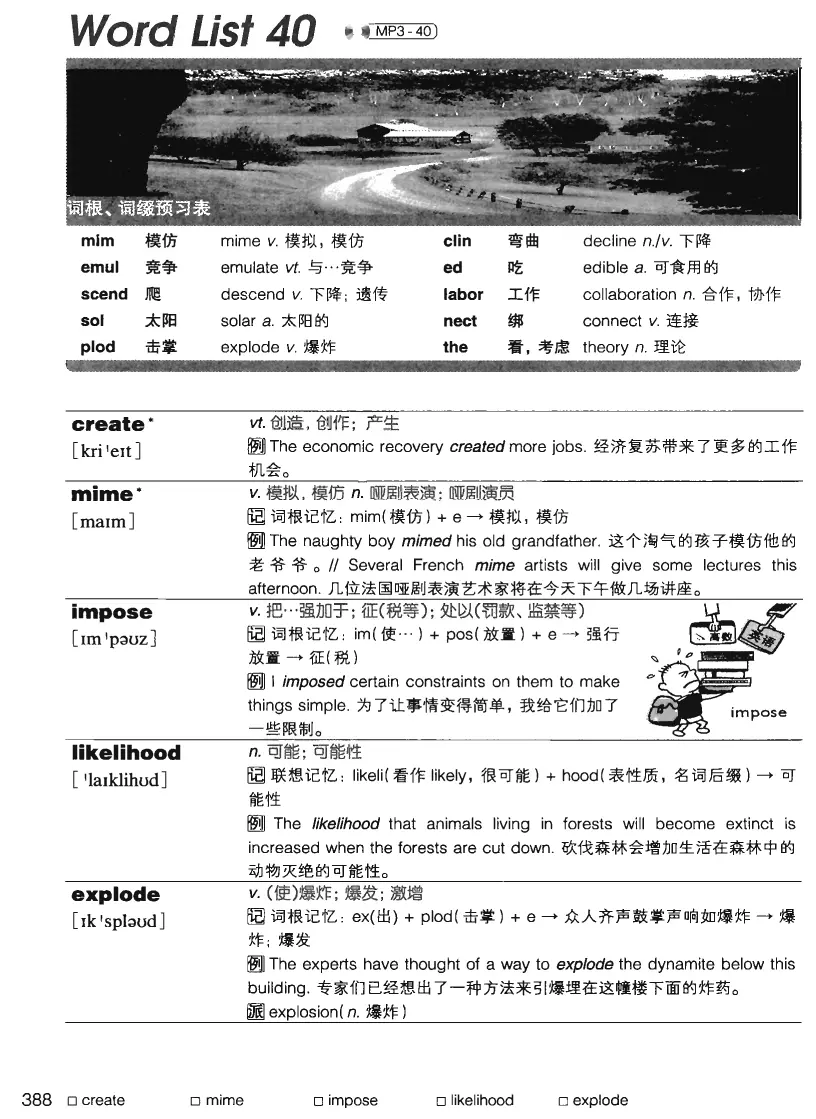 Word List 40 MP3-40
词根、词缀预习表
mim 模仿 mime v. 模拟，模仿 clin 弯曲 decline n./v. 下降
emul 竞争 emulate vt. 与…竞争 ed 吃 edible a. 可食用的
scend 爬 descend v. 下降；遗传 labor 工作 collaboration n. 合作，协作
sol 太阳 solar a. 太阳的 nect 绑 connect v. 连接
plod 击掌 explode v. 爆炸 the 看，考虑 theory n. 理论
create* vt. 创造，创作；产生
[kriˈeɪt] 例 The economic recovery created more jobs. 经济复苏带来了更多的工作
机会。
mime* v. 模拟，模仿 n. 哑剧表演；哑剧演员
[maɪm] 记 词根记忆：mim(模仿) + e → 模拟，模仿
例 The naughty boy mimed his old grandfather. 这个淘气的孩子模仿他的
老爷爷。// Several French mime artists will give some lectures this
afternoon. 几位法国哑剧表演艺术家将在今天下午做几场讲座。
impose v. 把…强加于；征(税等)；处以(罚款、监禁等)
[ɪmˈpəʊz] 记 词根记忆：im(使…) + pos(放置) + e → 强行
放置 → 征(税)
例 I imposed certain constraints on them to make
things simple. 为了让事情变得简单，我给它们加了
一些限制。
高数
英语
impose
likelihood n. 可能；可能性
[ˈlaɪklihʊd] 记 联想记忆：likeli(看作 likely，很可能) + hood(表性质，名词后缀) → 可
能性
例 The likelihood that animals living in forests will become extinct is
increased when the forests are cut down. 砍伐森林会增加生活在森林中的
动物灭绝的可能性。
explode v. (使)爆炸；爆发；激增
[ɪkˈspləʊd] 记 词根记忆：ex(出) + plod(击掌) + e → 众人齐声鼓掌声响如爆炸 → 爆
炸；爆发
例 The experts have thought of a way to explode the dynamite below this
building. 专家们已经想出了一种方法来引爆埋在这幢楼下面的炸药。
派 explosion(n. 爆炸)
388 □ create □ mime □ impose □ likelihood □ explode